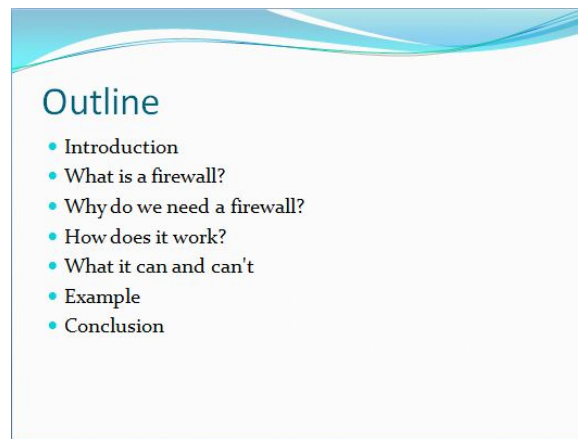 Outline
Introduction
What is a firewall?
Why do we need a firewall?
How does it work?
What it can and can't
Example
Conclusion